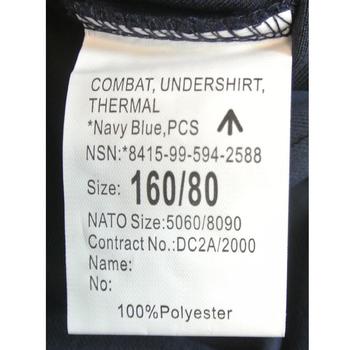 COMBAT, UNDERSHIRT,
THERMAL
*Navy Blue,PCS
NSN:*8415-99-594-2588
Size: 160/80
NATO Size:5060/8090
Contract No.:DC2A/2000
Name:
No:
100%Polyester